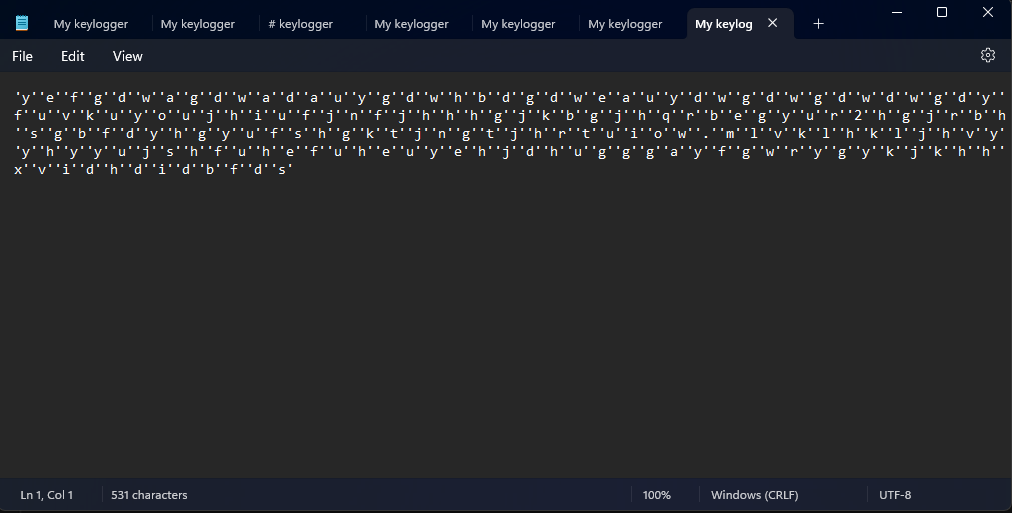 My keylogger
My keylogger
# keylogger
My keylogger
My keylogger
My keylogger
My keylog
File Edit View
'y''e''f''g''d''w''a''g''d''w''a''d''a''u''y''g''d''w''h''b''d''g''d''w''e''a''u''y''d''w''g''d''w''g''d''w''d''w''g''d''y''
f''u''v''k''u''y''o''u''j''h''i''u''f''j''n''f''j''h''h''h''g''j''k''b''g''j''h''q''r''b''e''g''y''u''r''2''h''g''j''r''b''h
''s''g''b''f''d''y''h''g''y''u''f''s''h''g''k''t''j''n''g''t''j''h''r''t''u''i''o''w''.''m''l''v''k''l''h''k''l''j''h''v''y'
'y''h''y''y''u''j''s''h''f''u''h''e''f''u''h''e''u''y''e''h''j''d''h''u''g''g''g''a''y''f''g''w''r''y''g''y''k''j''k''h''h''
x''v''i''d''h''d''i''d''b''f''d''s'
Ln 1, Col 1 531 characters 100% Windows (CRLF) UTF-8